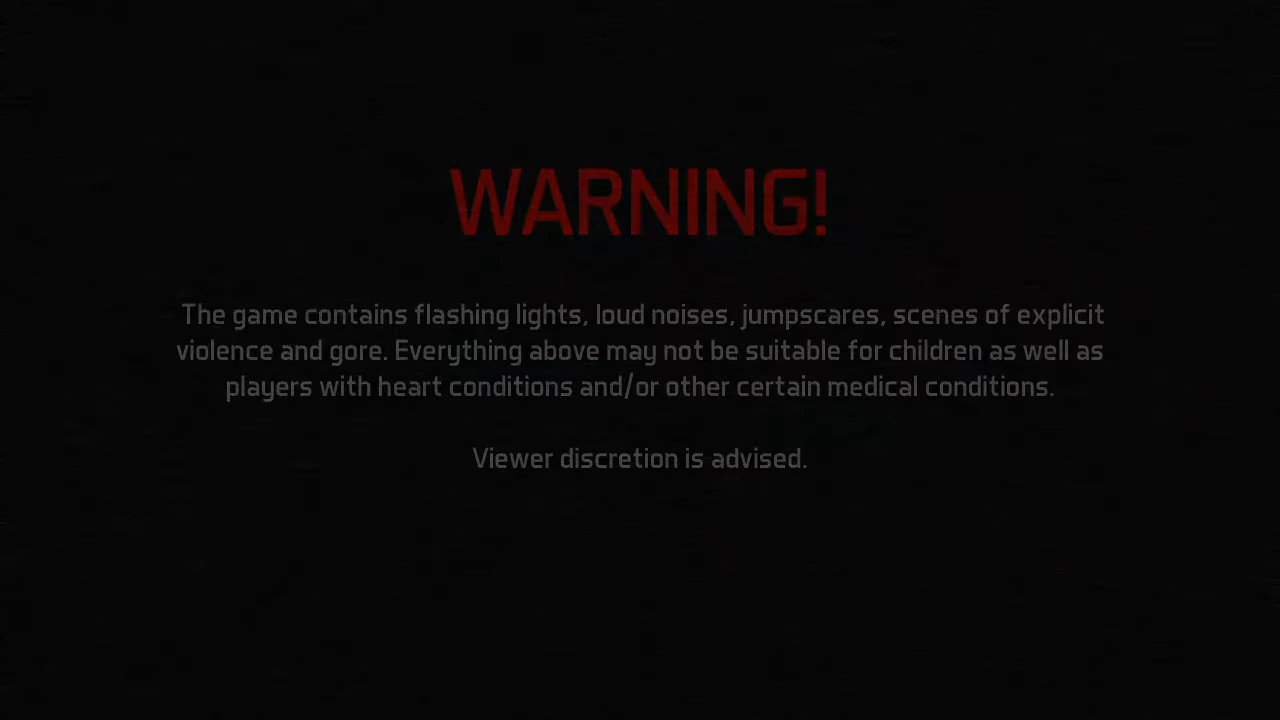 WARNING!
The game contains flashing lights, loud noises, jumpscares, scenes of explicit
violence and gore. Everything above may not be suitable for children as well as
players with heart conditions and/or other certain medical conditions.
Viewer discretion is advised.